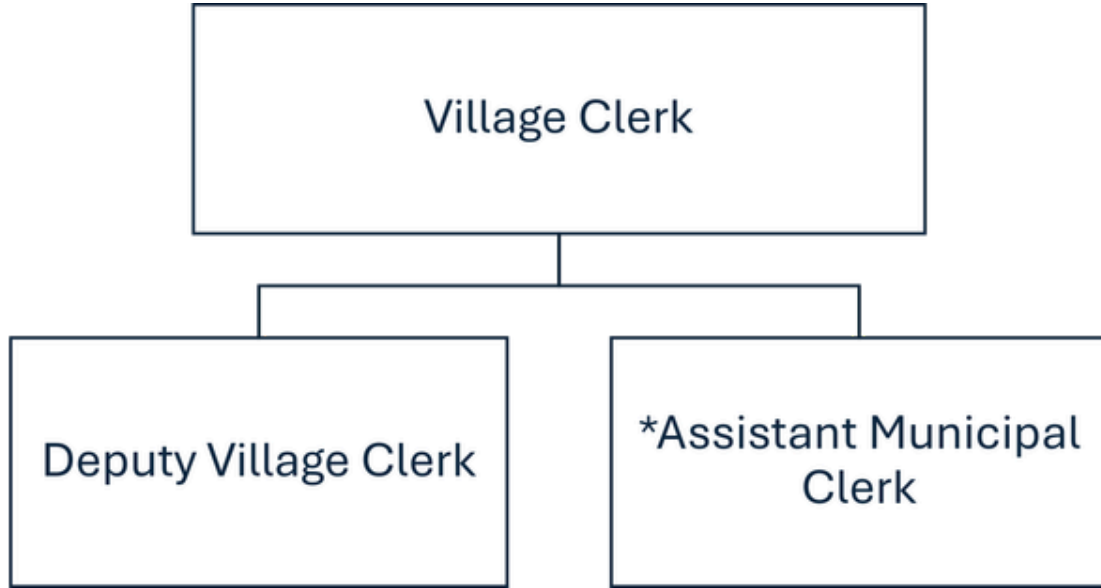 Village Clerk
Deputy Village Clerk
*Assistant Municipal
Clerk